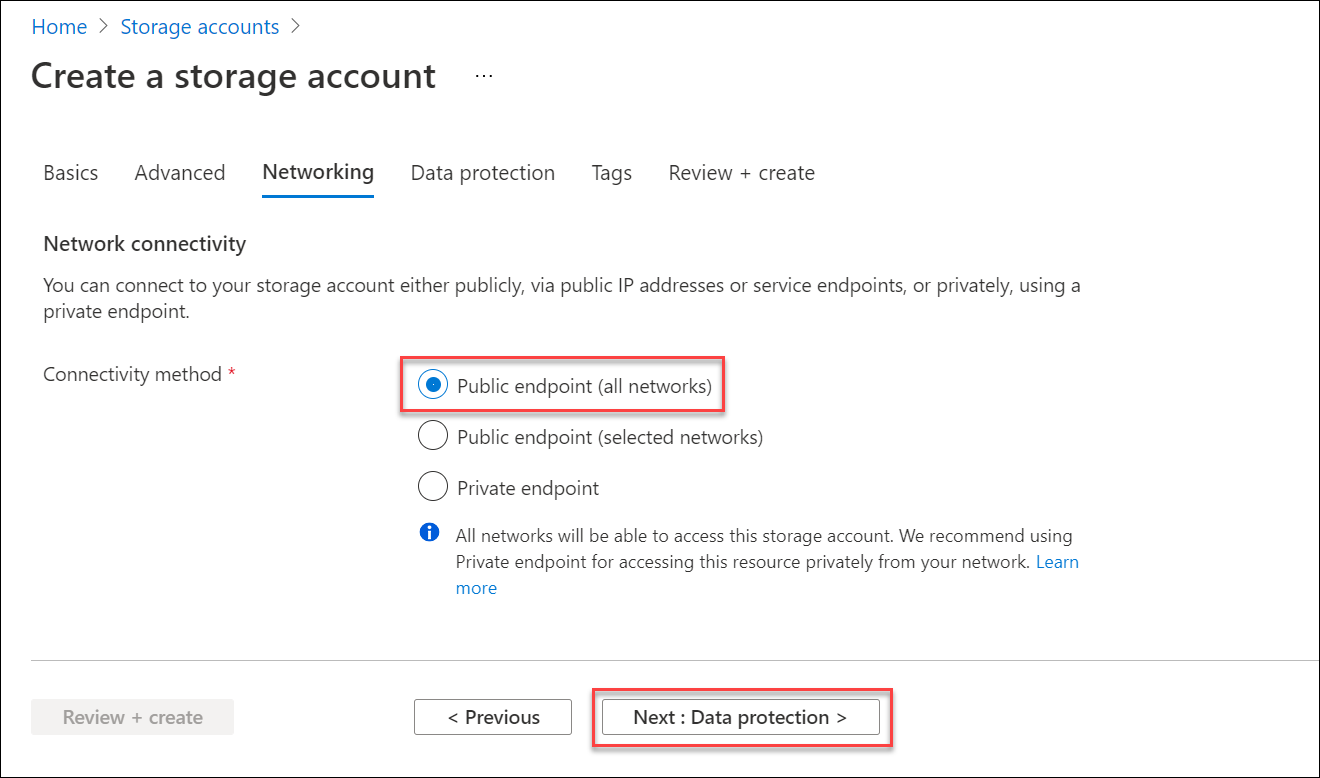 Home > Storage accounts >
Create a storage account ...
Basics Advanced Networking Data protection Tags Review + create
Network connectivity
You can connect to your storage account either publicly, via public IP addresses or service endpoints, or privately, using a
private endpoint.
Connectivity method *
Public endpoint (all networks)
Public endpoint (selected networks)
Private endpoint
All networks will be able to access this storage account. We recommend using
Private endpoint for accessing this resource privately from your network. Learn
more
Review + create < Previous Next : Data protection >